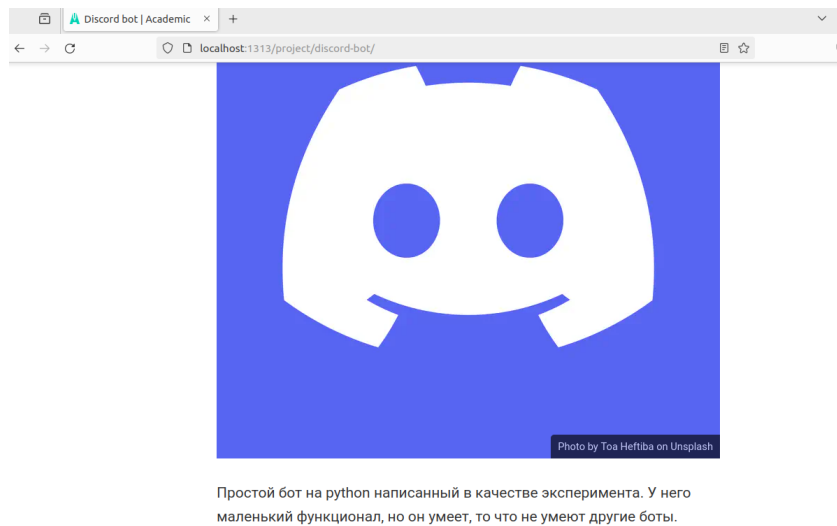 Discord bot | Academic
localhost:1313/project/discord-bot/
Photo by Toa Heftiba on Unsplash
Простой бот на python написанный в качестве эксперимента. У него
маленький функционал, но он умеет, то что не умеют другие боты.